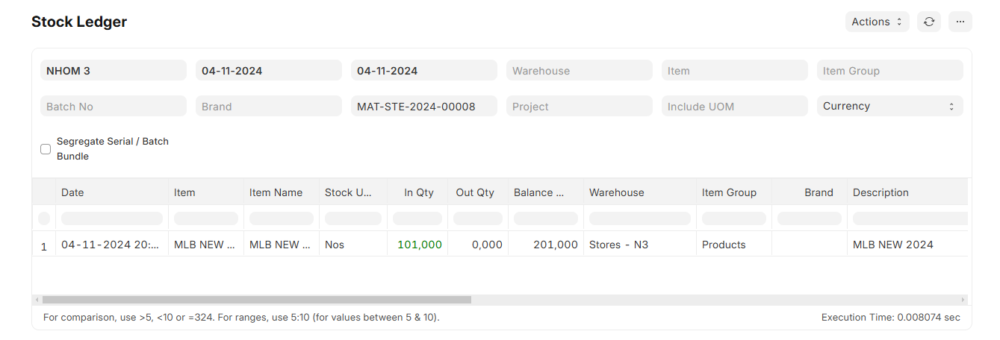 Stock Ledger
Actions
NHOM 3 04-11-2024 04-11-2024 Warehouse Item Item Group
Batch No Brand MAT-STE-2024-00008 Project Include UOM Currency
Segregate Serial / Batch
Bundle
Date Item Item Name Stock U... In Qty Out Qty Balance ... Warehouse Item Group Brand Description
1 04-11-2024 20:... MLB NEW ... MLB NEW ... Nos 101,000 0,000 201,000 Stores - N3 Products MLB NEW 2024
For comparison, use >5, <10 or =324. For ranges, use 5:10 (for values between 5 & 10). Execution Time: 0.008074 sec